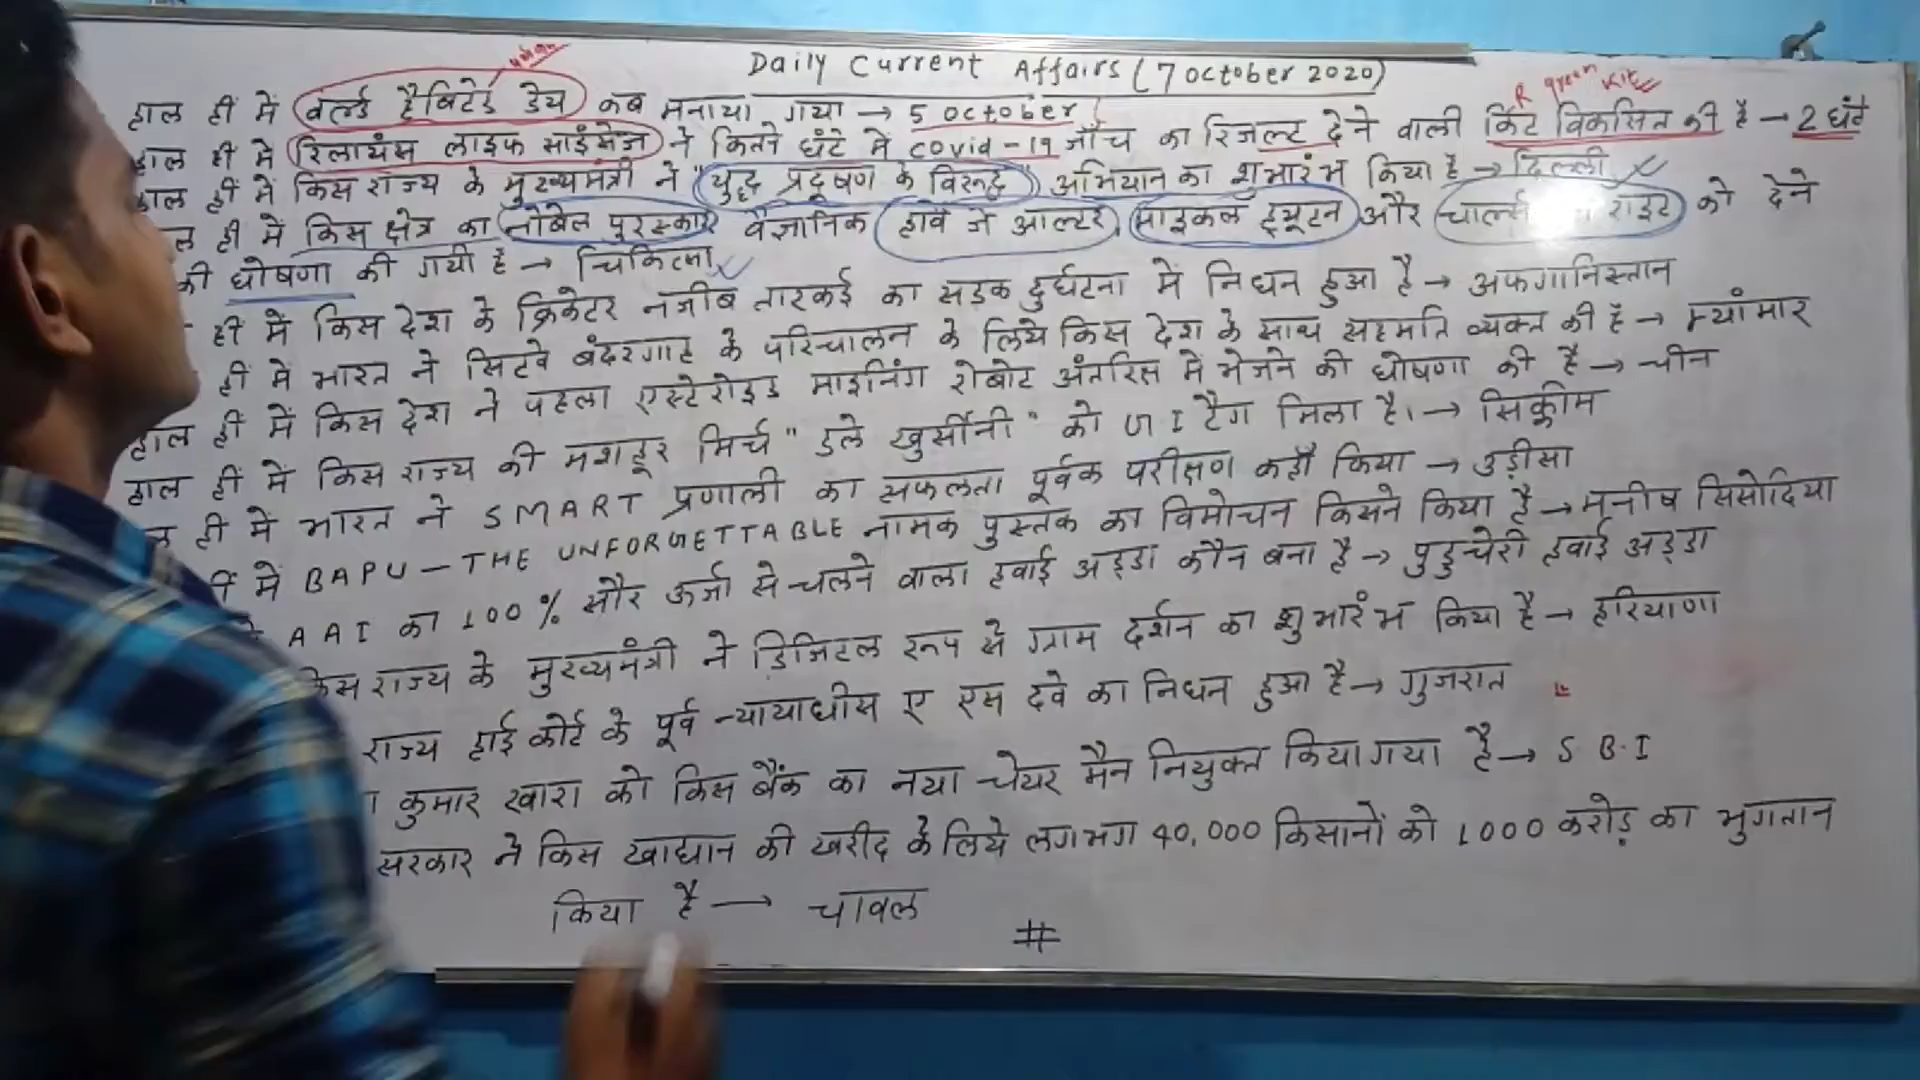 Daily Current Affairs (7 October 2020)
हाल हीं में वर्ल्ड हैबिटेड डेय कब मनाया गया → 5 October
R green Kit
हाल ही में रिलायंस लाइफ साइंसेज ने कितने घंटे में covid-19 जाँच का रिजल्ट देने वाली किट विकसित की है → 2 घंटे
हाल हीं में किस राज्य के मुख्यमंत्री ने "युद्ध प्रदूषण के विरूद्ध" अभियान का शुभारंभ किया है → दिल्ली
ल ही में किस क्षेत्र का नोबेल पुरस्कार वैज्ञानिक हार्वे जे आल्टर, माइकल ह्यूटन और चार्ल्स राइट को देने
की घोषणा की गयी है → चिकित्सा
ही में किस देश के क्रिकेटर नजीब तारकई का सड़क दुर्घटना में निधन हुआ है → अफगानिस्तान
हीं में भारत ने सिटवे बंदरगाह के परिचालन के लिये किस देश के साथ सहमति व्यक्त की है → म्यांमार
हाल हीं में किस देश ने पहला एस्टेरोइड माइनिंग रोबोट अंतरिक्ष में भेजने की घोषणा की है → चीन
हाल हीं में किस राज्य की मशहूर मिर्च "डले खुर्सीनी" को GI टैग मिला है। → सिक्कीम
ल ही में भारत ने SMART प्रणाली का सफलता पूर्वक परीक्षण कहाँ किया → उड़ीसा
में BAPU - THE UNFORGETTABLE नामक पुस्तक का विमोचन किसने किया है → मनीष सिसोदिया
AAI का 100% सौर ऊर्जा से चलने वाला हवाई अड्डा कौन बना है → पुडुचेरी हवाई अड्डा
किस राज्य के मुख्यमंत्री ने डिजिटल रूप से ग्राम दर्शन का शुभारंभ किया है → हरियाणा
राज्य हाई कोर्ट के पूर्व न्यायाधीस ए एस दवे का निधन हुआ है → गुजरात
कुमार खारा को किस बैंक का नया चेयर मैन नियुक्त किया गया है → S B·I
सरकार ने किस खाद्यान की खरीद के लिये लगभग 40,000 किसानों को 1000 करोड़ का भुगतान
किया है → चावल
#